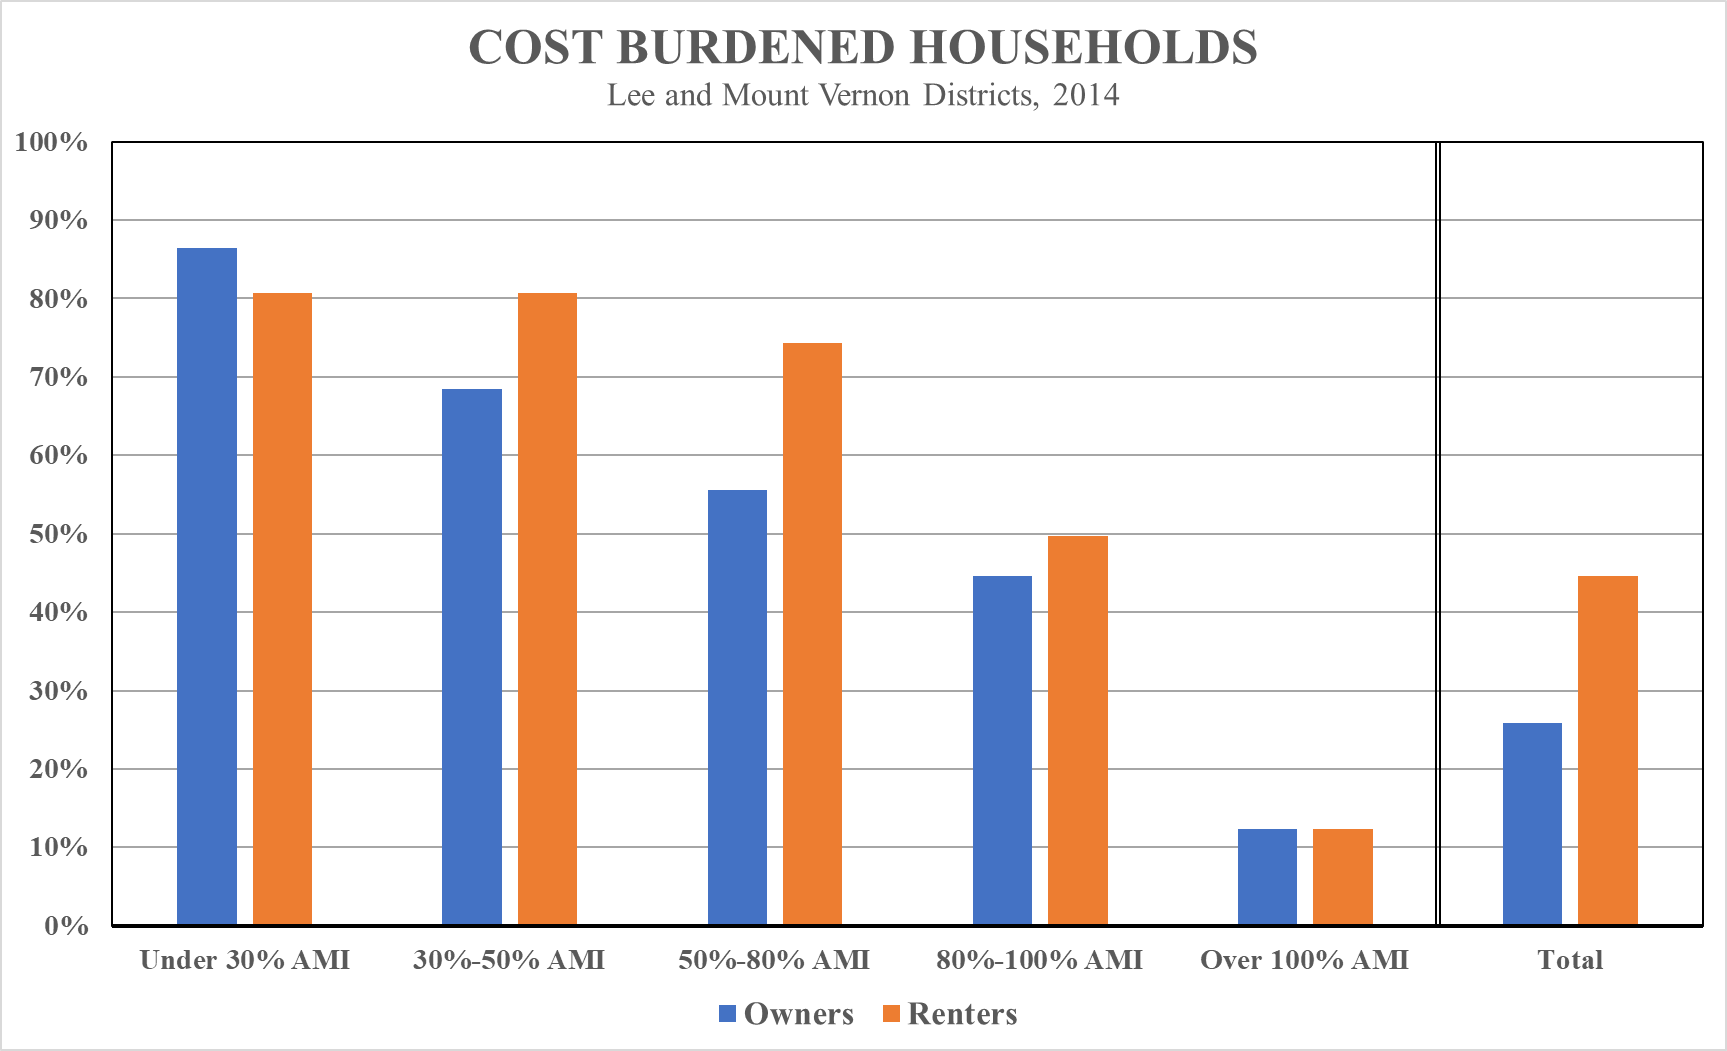 COST BURDENED HOUSEHOLDS
Lee and Mount Vernon Districts, 2014
100%
90%
80%
70%
60%
50%
40%
30%
20%
10%
0%
Under 30% AMI 30%-50% AMI 50%-80% AMI 80%-100% AMI Over 100% AMI Total
Owners Renters